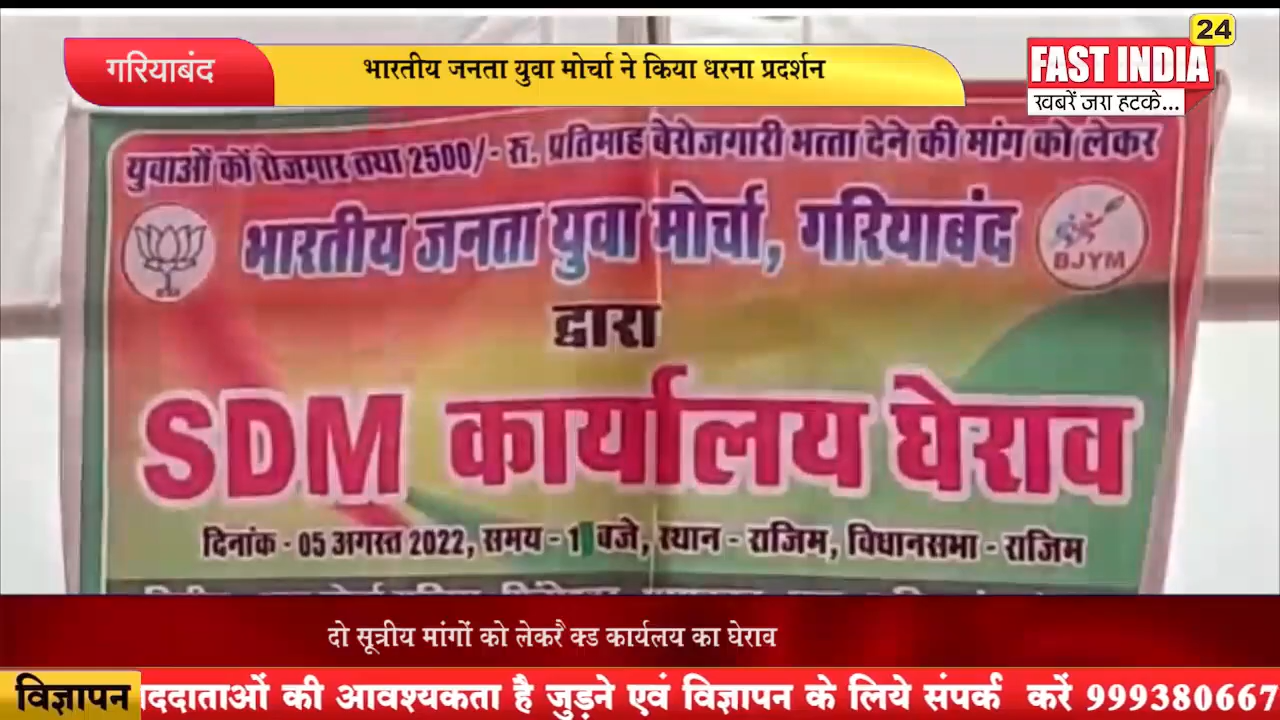 24
गरियाबंद
भारतीय जनता युवा मोर्चा ने किया धरना प्रदर्शन
FAST INDIA
खबरें जरा हटके...
युवाओं कों रोजगार तथा 2500/- रु. प्रतिमाह बेरोजगारी भत्ता देने की मांग को लेकर
भारतीय जनता युवा मोर्चा, गरियाबंद
BJYM
द्वारा
SDM कार्यालय घेराव
दिनांक - 05 अगस्त 2022, समय - 1 बजे, स्थान - राजिम, विधानसभा - राजिम
दो सूत्रीय मांगों को लेकरै क्ड कार्यलय का घेराव
विज्ञापन
ददाताओं की आवश्यकता है जुड़ने एवं विज्ञापन के लिये संपर्क करें 999380667